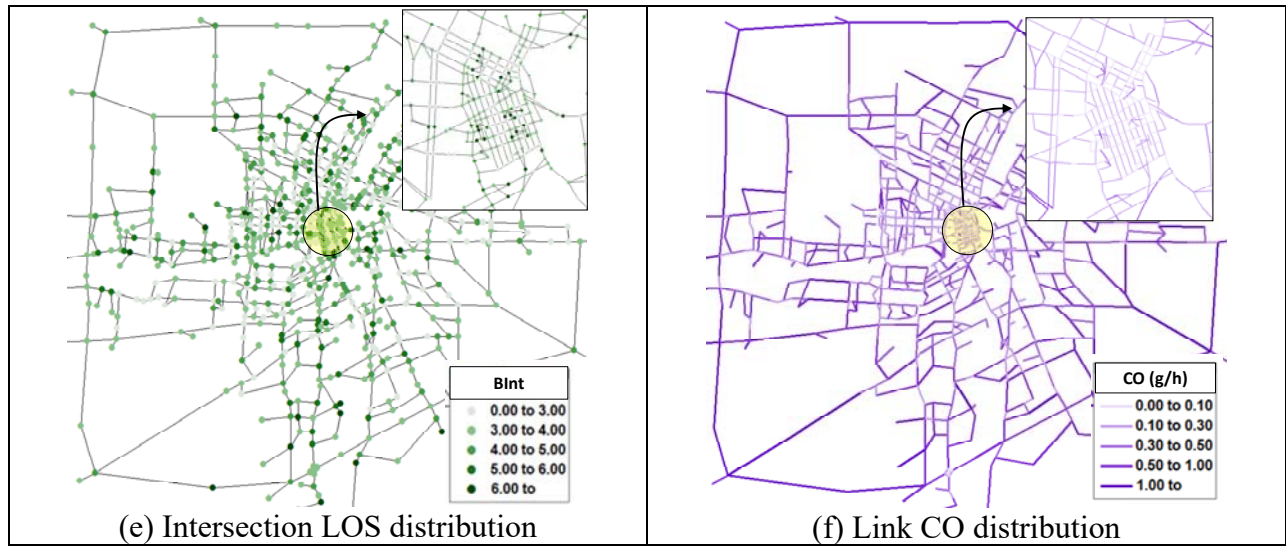 BInt
0.00 to 3.00
3.00 to 4.00
4.00 to 5.00
5.00 to 6.00
6.00 to
(e) Intersection LOS distribution
CO (g/h)
0.00 to 0.10
0.10 to 0.30
0.30 to 0.50
0.50 to 1.00
1.00 to
(f) Link CO distribution